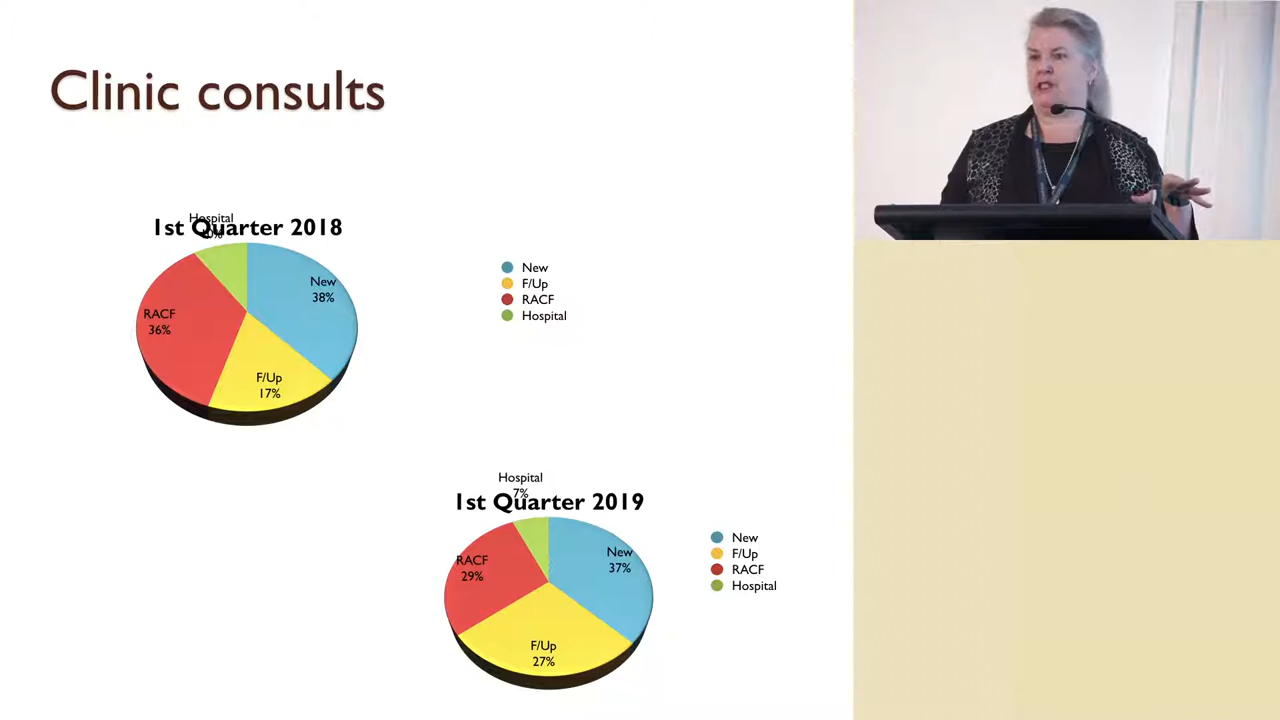 Clinic consults
Hospital
1st Quarter 2018
New
38%
RACF
36%
F/Up
17%
New
F/Up
RACF
Hospital
Hospital
7%
1st Quarter 2019
New
37%
RACF
29%
F/Up
27%
New
F/Up
RACF
Hospital